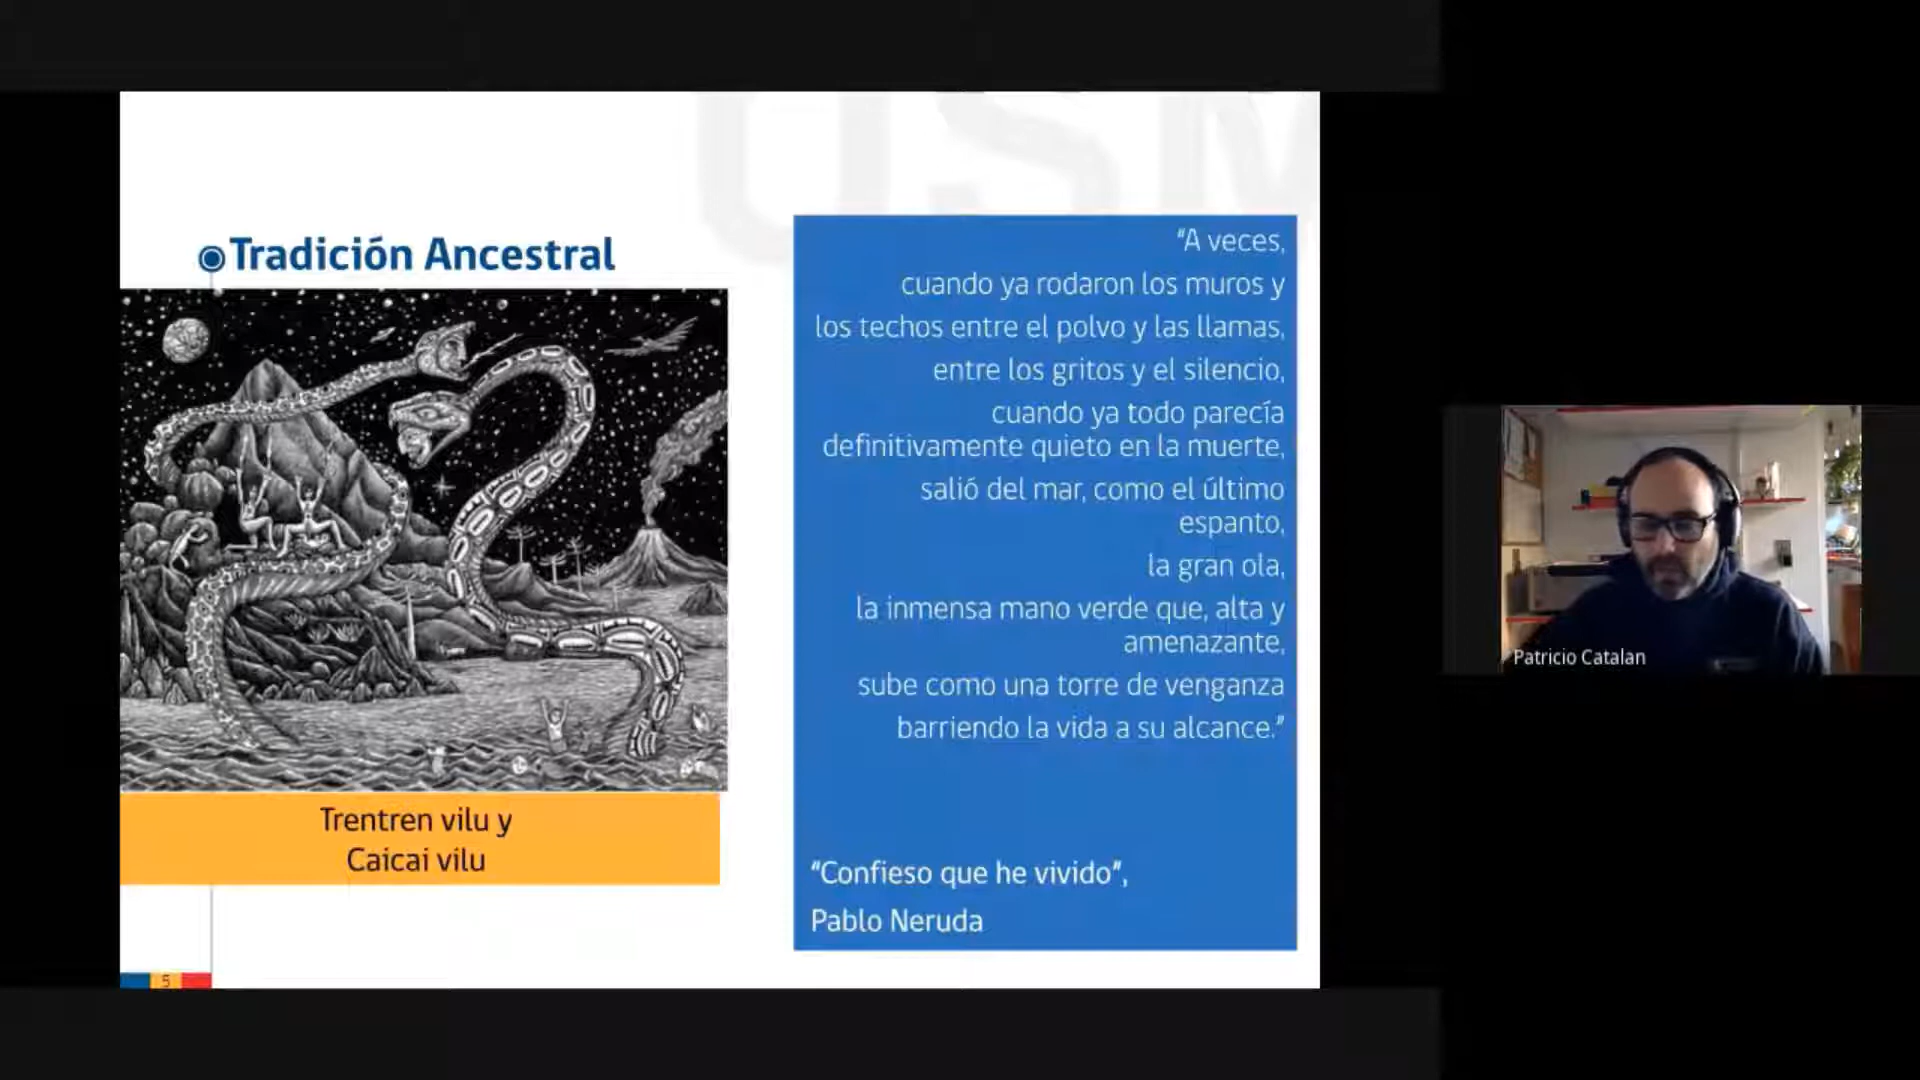 Tradición Ancestral
Trentren vilu y
Caicai vilu
5
"A veces,
cuando ya rodaron los muros y
los techos entre el polvo y las llamas,
entre los gritos y el silencio,
cuando ya todo parecía
definitivamente quieto en la muerte,
salió del mar, como el último
espanto,
la gran ola,
la inmensa mano verde que, alta y
amenazante,
sube como una torre de venganza
barriendo la vida a su alcance."
"Confieso que he vivido",
Pablo Neruda
Patricio Catalan